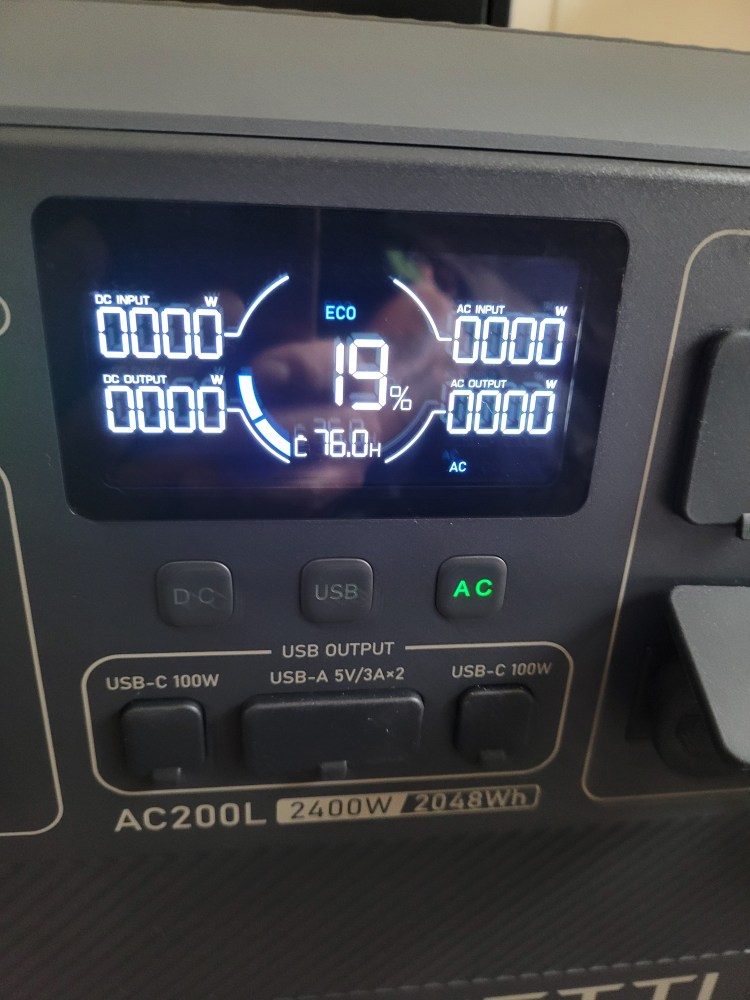 DC INPUT W
0000
DC OUTPUT W
0000
ECO
19%
76.0H
AC INPUT W
0000
AC OUTPUT W
0000
AC
DC
USB
AC
USB OUTPUT
USB-C 100W
USB-A 5V/3A×2
USB-C 100W
AC200L 2400W/2048Wh